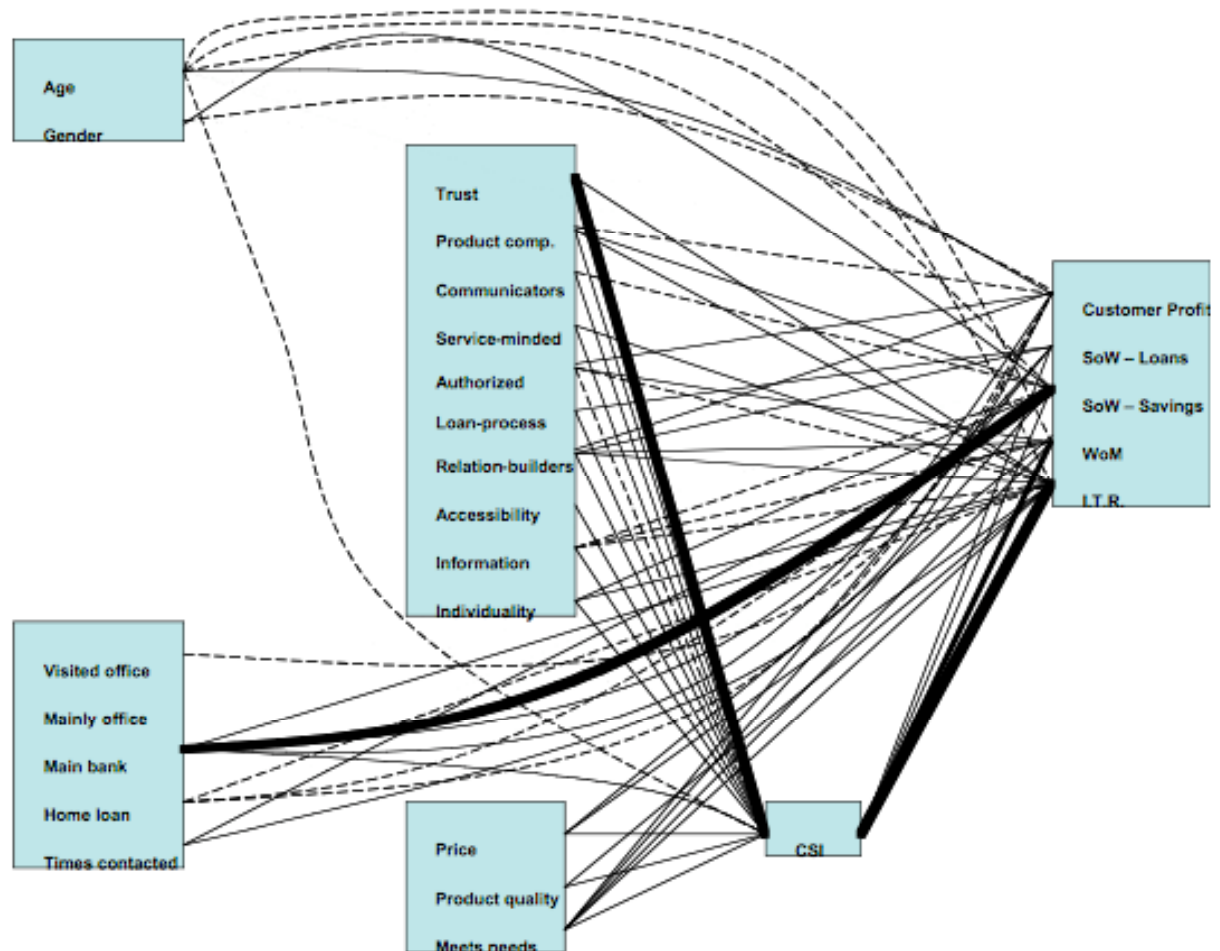 Age
Gender
Trust
Product comp.
Communicators
Service-minded
Authorized
Loan-process
Relation-builders
Accessibility
Information
Individuality
Customer Profit
SoW – Loans
SoW – Savings
WoM
I.T.R.
Visited office
Mainly office
Main bank
Home loan
Times contacted
Price
Product quality
Meets needs
CSI